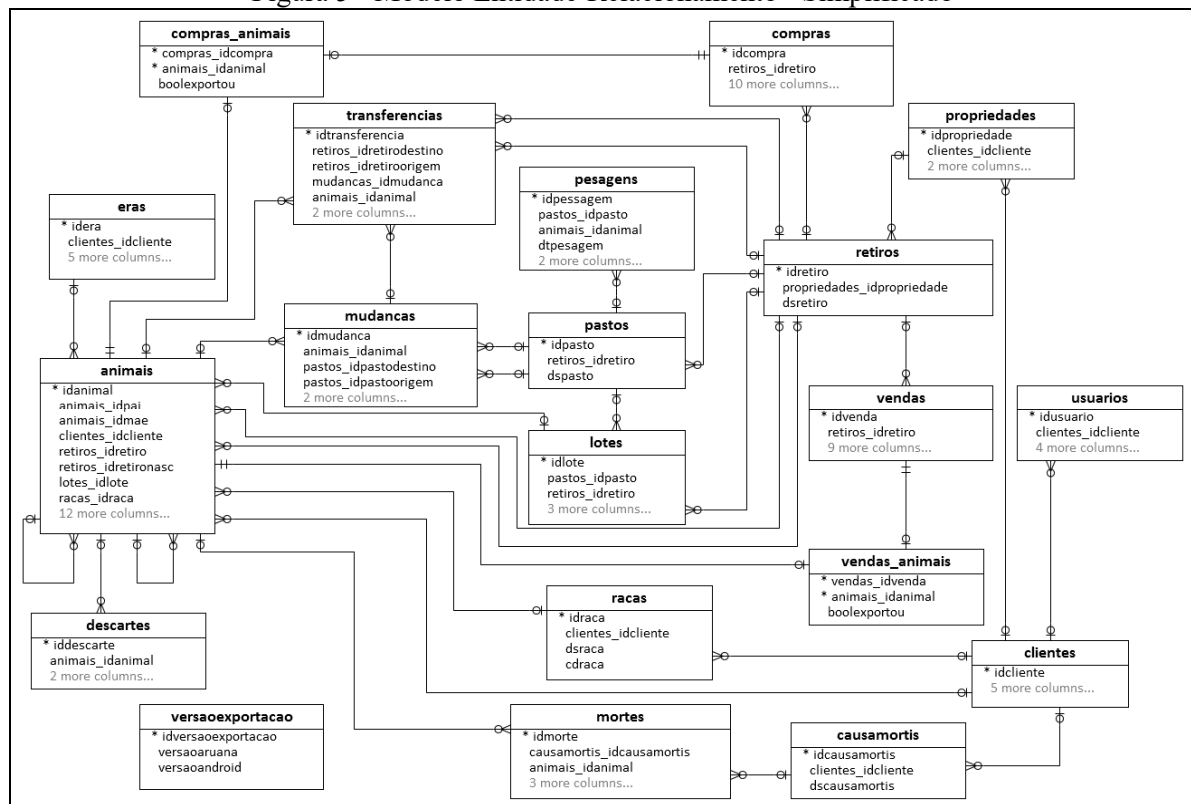 Figura 3 - Modelo Entidade Relacionamento - Simplificado
compras_animais
* compras_idcompra
* animais_idanimal
boolexportou
compras
* idcompra
retiros_idretiro
10 more columns...
transferencias
* idtransferencia
retiros_idretirodestino
retiros_idretiroorigem
mudancas_idmudanca
animais_idanimal
2 more columns...
propriedades
* idpropriedade
clientes_idcliente
2 more columns...
pesagens
* idpessagem
pastos_idpasto
animais_idanimal
dtpesagem
2 more columns...
eras
* idera
clientes_idcliente
5 more columns...
retiros
* idretiro
propriedades_idpropriedade
dsretiro
mudancas
* idmudanca
animais_idanimal
pastos_idpastodestino
pastos_idpastoorigem
2 more columns...
pastos
* idpasto
retiros_idretiro
dspasto
animais
* idanimal
animais_idpai
animais_idmae
clientes_idcliente
retiros_idretiro
retiros_idretironasc
lotes_idlote
racas_idraca
12 more columns...
vendas
* idvenda
retiros_idretiro
9 more columns...
usuarios
* idusuario
clientes_idcliente
4 more columns...
lotes
* idlote
pastos_idpasto
retiros_idretiro
3 more columns...
vendas_animais
* vendas_idvenda
* animais_idanimal
boolexportou
racas
* idraca
clientes_idcliente
dsraca
cdraca
descartes
* iddescarte
animais_idanimal
2 more columns...
clientes
* idcliente
5 more columns...
versaoexportacao
* idversaoexportacao
versaoaruana
versaoandroid
mortes
* idmorte
causamortis_idcausamortis
animais_idanimal
3 more columns...
causamortis
* idcausamortis
clientes_idcliente
dscausamortis